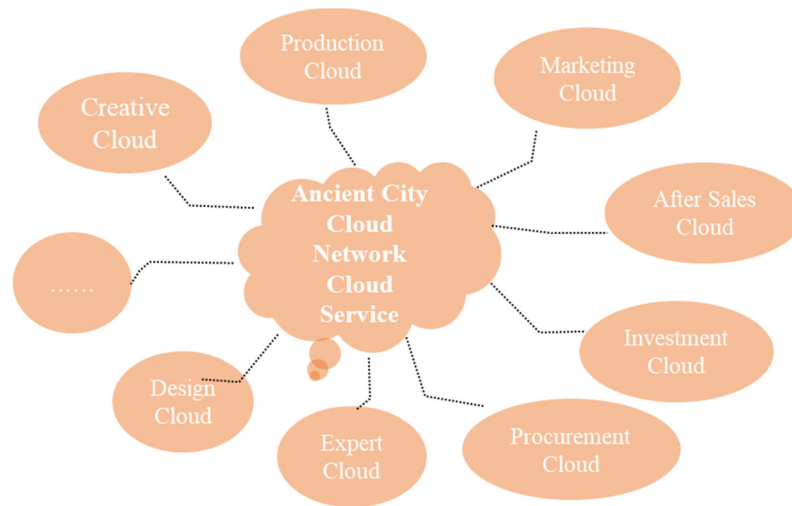 Production
Cloud
Marketing
Cloud
Creative
Cloud
Ancient City
Cloud
Network
Cloud
Service
After Sales
Cloud
......
Investment
Cloud
Design
Cloud
Expert
Cloud
Procurement
Cloud